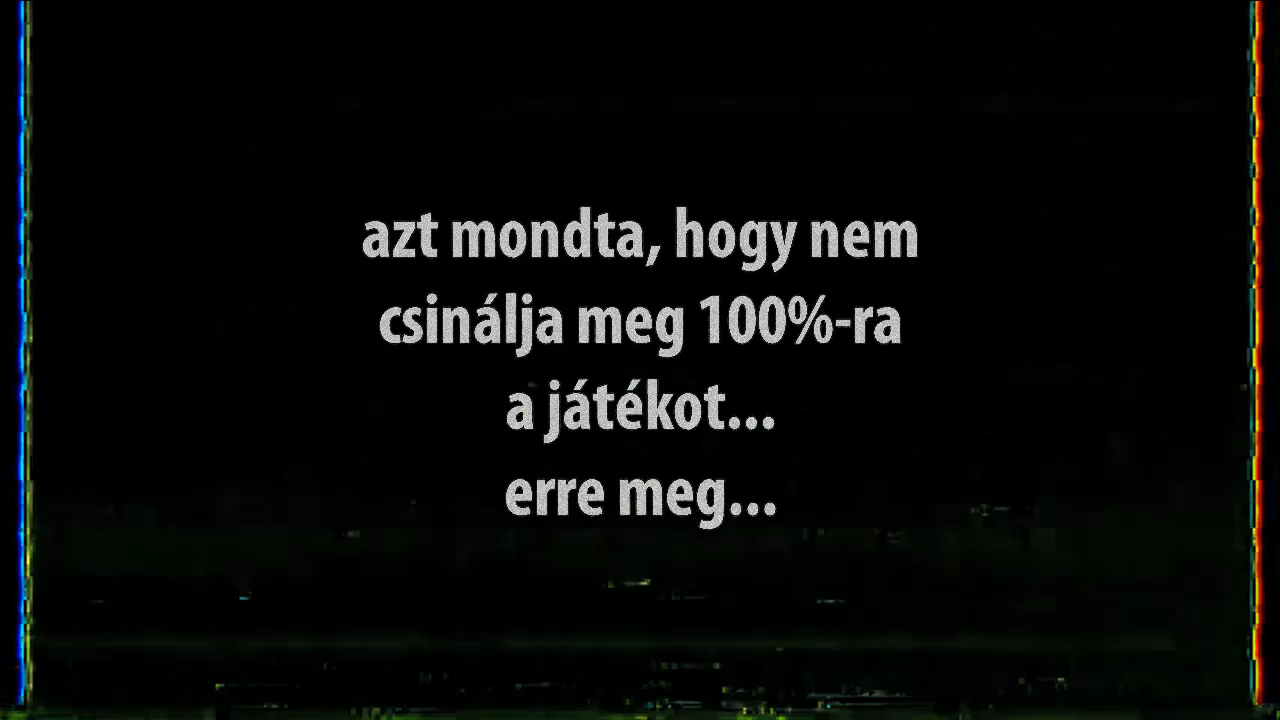 azt mondta, hogy nem
csinálja meg 100%-ra
a játékot...
erre meg...